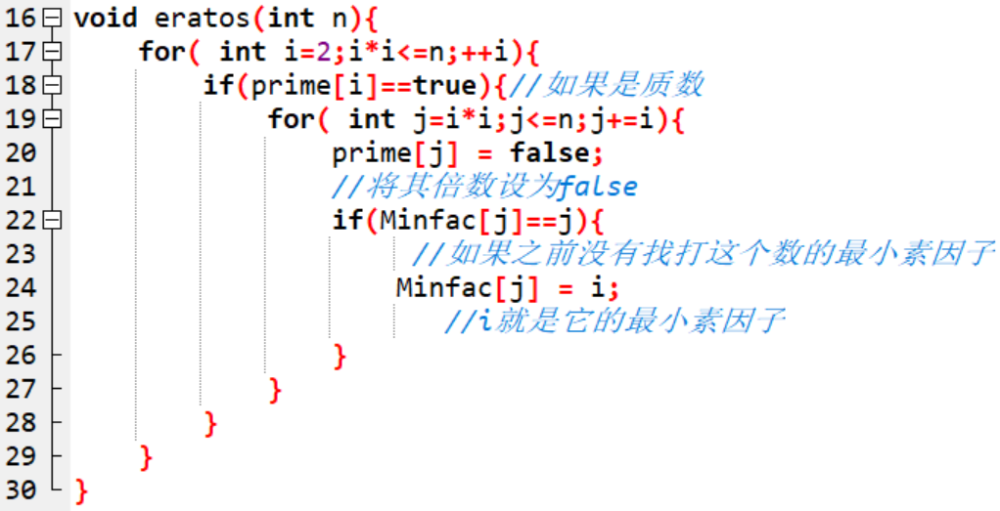 16 void eratos(int n){
17 for( int i=2;i*i<=n;++i){
18 if(prime[i]==true){//如果是质数
19 for( int j=i*i;j<=n;j+=i){
20 prime[j] = false;
21 //将其倍数设为false
22 if(Minfac[j]==j){
23 //如果之前没有找打这个数的最小素因子
24 Minfac[j] = i;
25 //i就是它的最小素因子
26 }
27 }
28 }
29 }
30 }